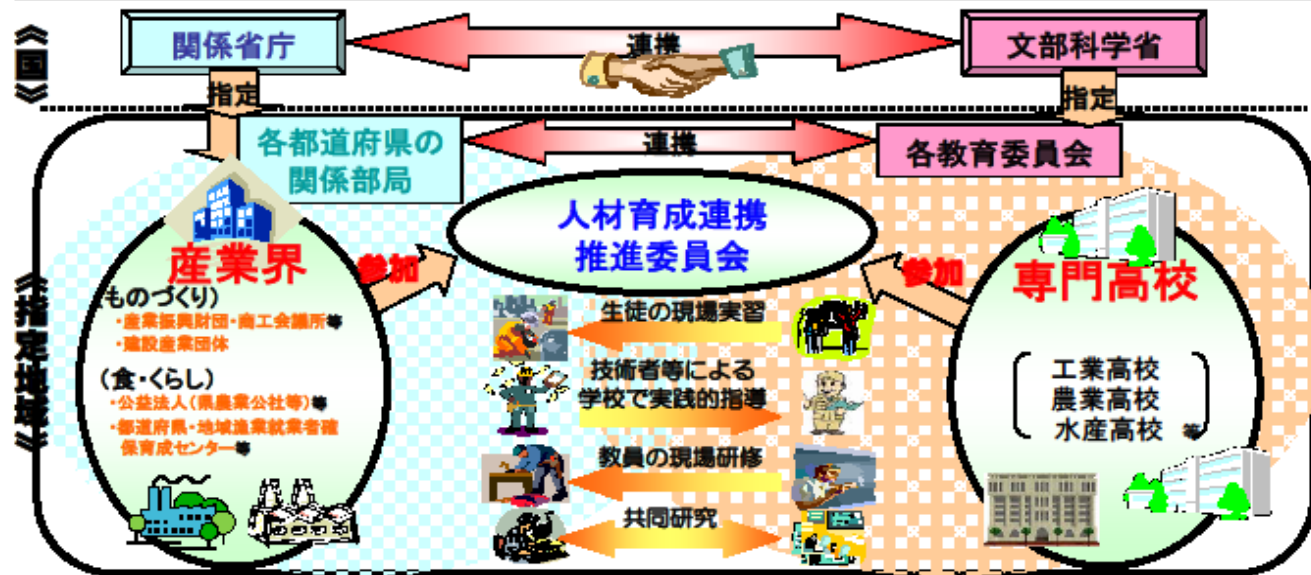 《国》
関係省庁
連携
文部科学省
指定
指定
各都道府県の
関係部局
連携
各教育委員会
人材育成連携
推進委員会
《指定地域》
産業界
参加
(ものづくり)
・産業振興財団・商工会議所等
・建設産業団体
(食・くらし)
・公益法人(県農業公社等)等
・都道府県・地域漁業就業者確
保育成センター等
生徒の現場実習
技術者等による
学校で実践的指導
教員の現場研修
共同研究
参加
専門高校
工業高校
農業高校
水産高校 等